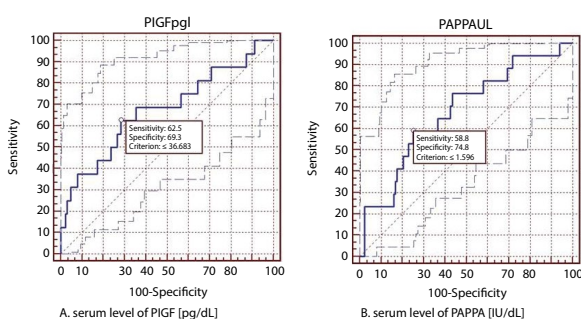 PIGFpgl
100
90
80
70
60
50
40
30
20
10
0
Sensitivity
Sensitivity: 62.5
Specificity: 69.3
Criterion: ≤ 36.683
0 10 30 40 50 70 80 100
100-Specificity
A. serum level of PIGF [pg/dL]
PAPPAUL
100
90
80
70
60
50
40
30
20
10
0
Sensitivity
Sensitivity: 58.8
Specificity: 74.8
Criterion: ≤ 1.596
0 10 30 40 50 70 80 100
100-Specificity
B. serum level of PAPPA [IU/dL]